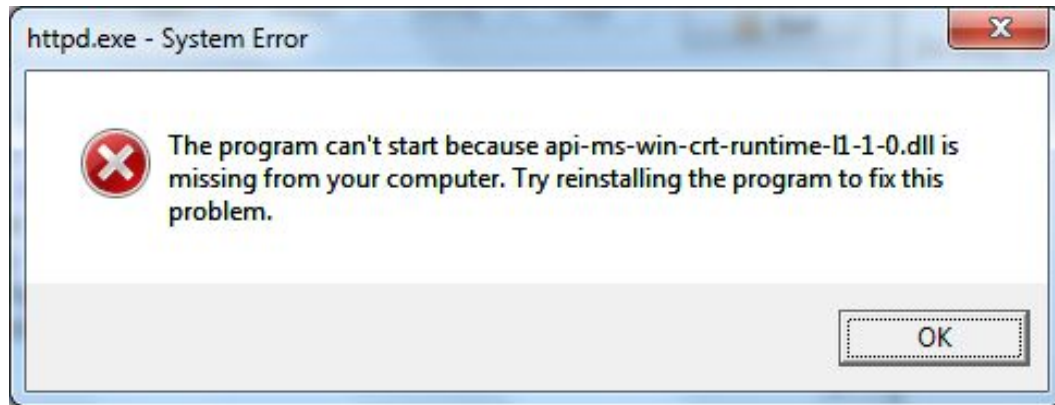 httpd.exe - System Error
The program can't start because api-ms-win-crt-runtime-l1-1-0.dll is
missing from your computer. Try reinstalling the program to fix this
problem.
OK